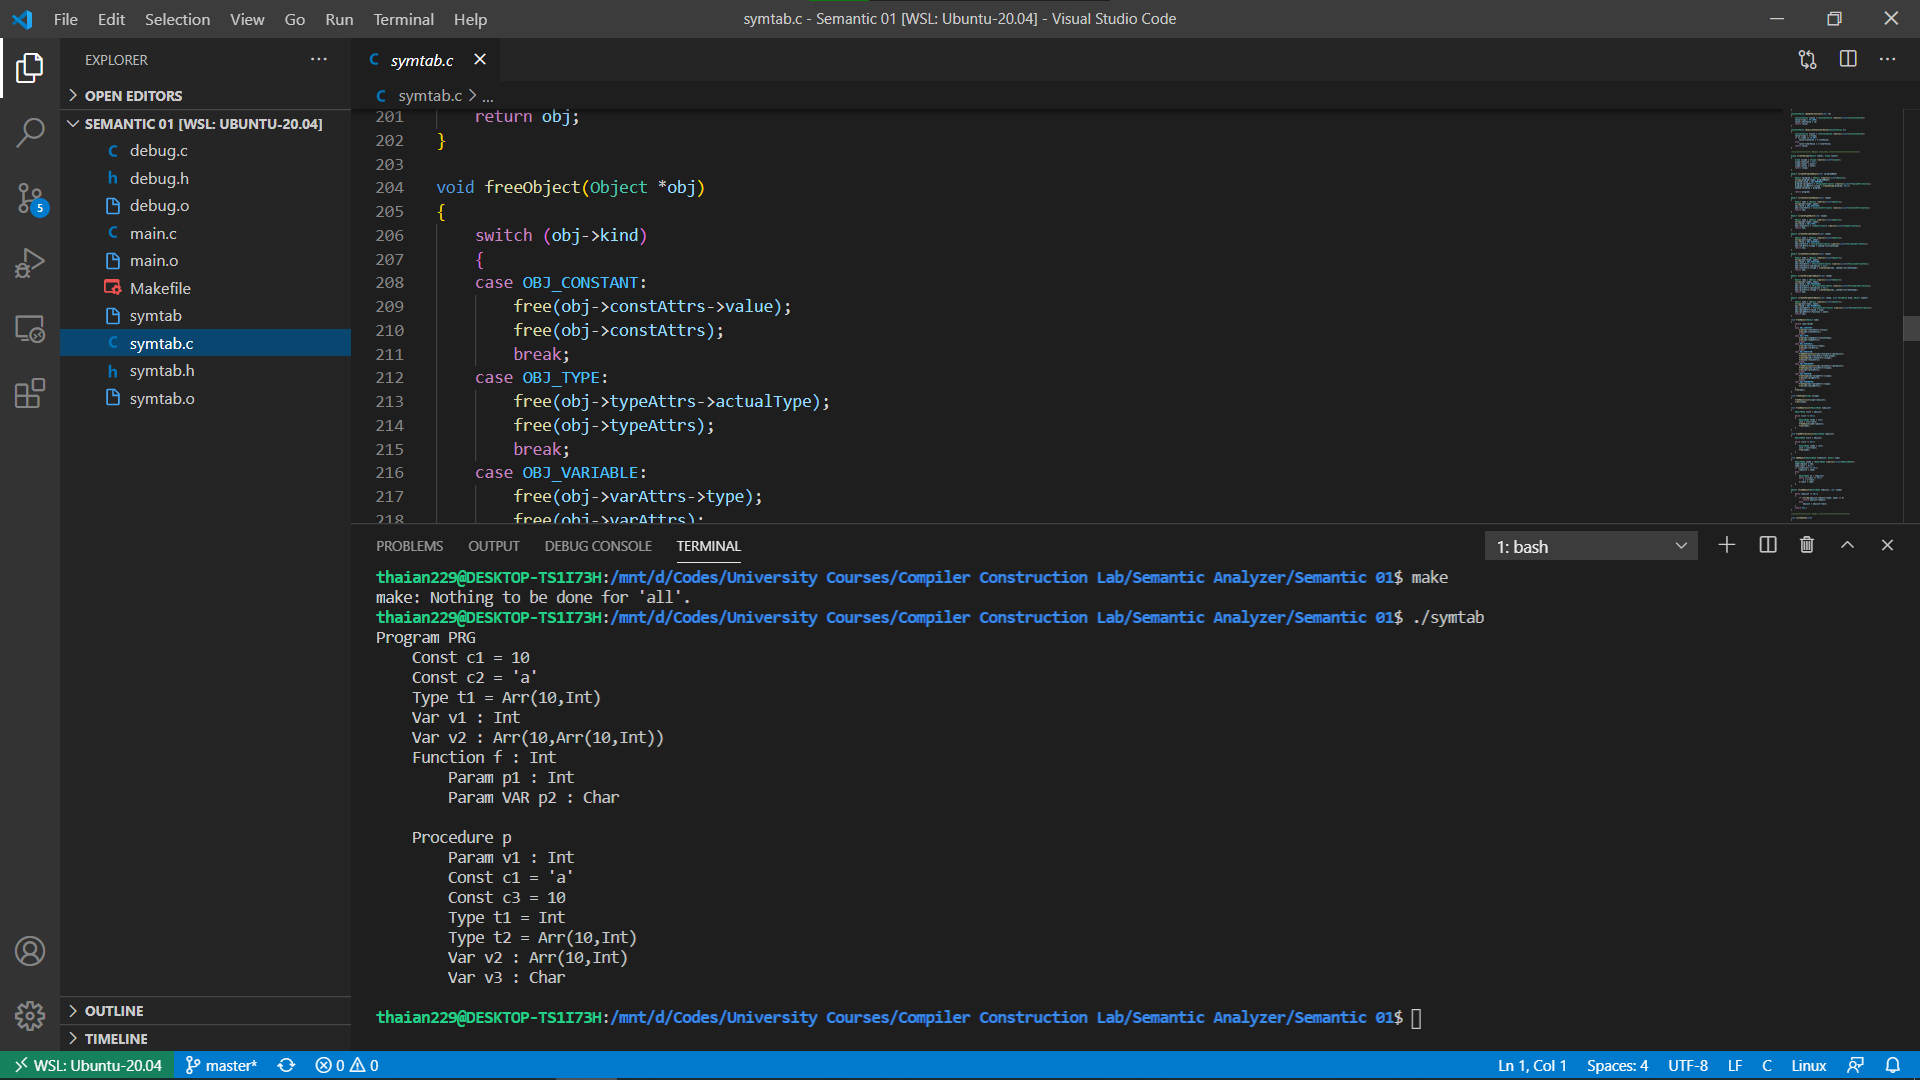 File Edit Selection View Go Run Terminal Help
symtab.c - Semantic 01 [WSL: Ubuntu-20.04] - Visual Studio Code
EXPLORER
OPEN EDITORS
SEMANTIC 01 [WSL: UBUNTU-20.04]
C debug.c
h debug.h
debug.o
C main.c
main.o
Makefile
symtab
C symtab.c
h symtab.h
symtab.o
OUTLINE
TIMELINE
5
C symtab.c
C symtab.c > ...
201 return obj;
202 }
203
204 void freeObject(Object *obj)
205 {
206 switch (obj->kind)
207 {
208 case OBJ_CONSTANT:
209 free(obj->constAttrs->value);
210 free(obj->constAttrs);
211 break;
212 case OBJ_TYPE:
213 free(obj->typeAttrs->actualType);
214 free(obj->typeAttrs);
215 break;
216 case OBJ_VARIABLE:
217 free(obj->varAttrs->type);
218 free(obj->varAttrs);
PROBLEMS OUTPUT DEBUG CONSOLE TERMINAL
1: bash
thaian229@DESKTOP-TS1I73H:/mnt/d/Codes/University Courses/Compiler Construction Lab/Semantic Analyzer/Semantic 01$ make
make: Nothing to be done for 'all'.
thaian229@DESKTOP-TS1I73H:/mnt/d/Codes/University Courses/Compiler Construction Lab/Semantic Analyzer/Semantic 01$ ./symtab
Program PRG
Const c1 = 10
Const c2 = 'a'
Type t1 = Arr(10,Int)
Var v1 : Int
Var v2 : Arr(10,Arr(10,Int))
Function f : Int
Param p1 : Int
Param VAR p2 : Char
Procedure p
Param v1 : Int
Const c1 = 'a'
Const c3 = 10
Type t1 = Int
Type t2 = Arr(10,Int)
Var v2 : Arr(10,Int)
Var v3 : Char
thaian229@DESKTOP-TS1I73H:/mnt/d/Codes/University Courses/Compiler Construction Lab/Semantic Analyzer/Semantic 01$
WSL: Ubuntu-20.04 master* 0 0 Ln 1, Col 1 Spaces: 4 UTF-8 LF C Linux